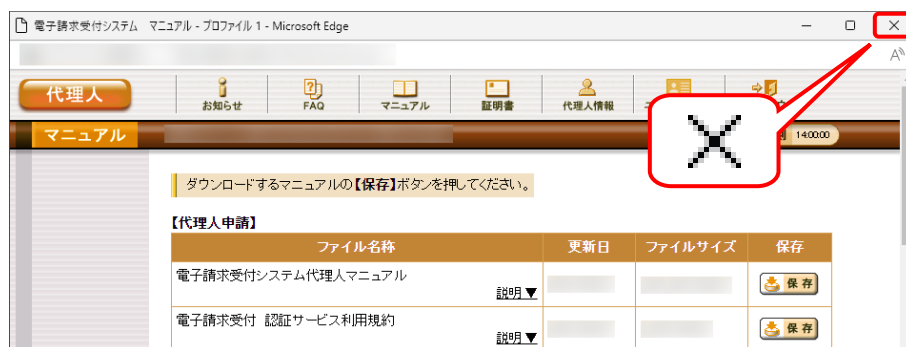 電子請求受付システム マニュアル - プロファイル 1 - Microsoft Edge
代理人
お知らせ
FAQ
マニュアル
証明書
代理人情報
マニュアル
14:00:00
ダウンロードするマニュアルの【保存】ボタンを押してください。
【代理人申請】
ファイル名称 更新日 ファイルサイズ 保存
電子請求受付システム代理人マニュアル
説明▼
保存
電子請求受付 認証サービス利用規約
説明▼
保存